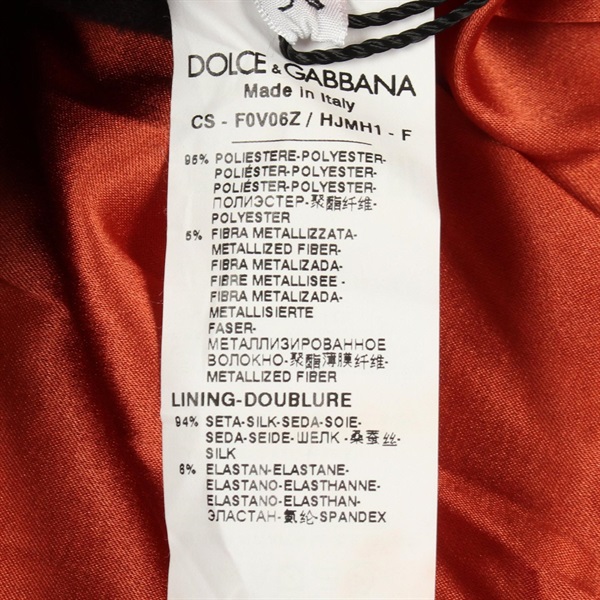 DOLCE & GABBANA
Made in Italy
CS - F0V06Z / HJMH1 - F
95% POLIESTERE-POLYESTER-
POLIÉSTER-POLYESTER-
POLIÉSTER-POLYESTER-
ПОЛИЭСТЕР-聚酯纤维-
POLYESTER
5% FIBRA METALLIZZATA-
METALLIZED FIBER-
FIBRA METALIZADA-
FIBRE METALLISEE -
FIBRA METALIZADA-
METALLISIERTE
FASER-
МЕТАЛЛИЗИРОВАННОЕ
ВОЛОКНО-聚酯薄膜纤维-
METALLIZED FIBER
LINING-DOUBLURE
94% SETA-SILK-SEDA-SOIE-
SEDA-SEIDE-ШЕЛК -桑蚕丝-
SILK
6% ELASTAN-ELASTANE-
ELASTANO-ELASTHANNE-
ELASTANO-ELASTHAN-
ЭЛАСТАН-氨纶-SPANDEX